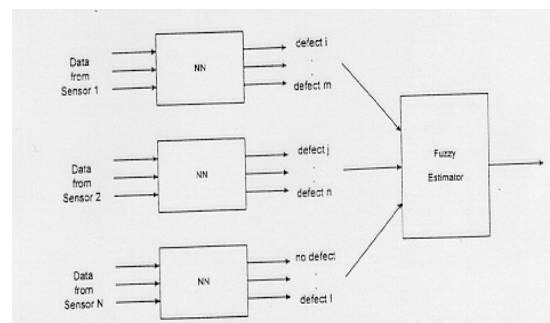 Data
from
Sensor 1
NN
defect i
.
defect m
Data
from
Sensor 2
NN
defect j
.
defect n
Data
from
Sensor N
NN
no defect
.
defect l
Fuzzy
Estimator